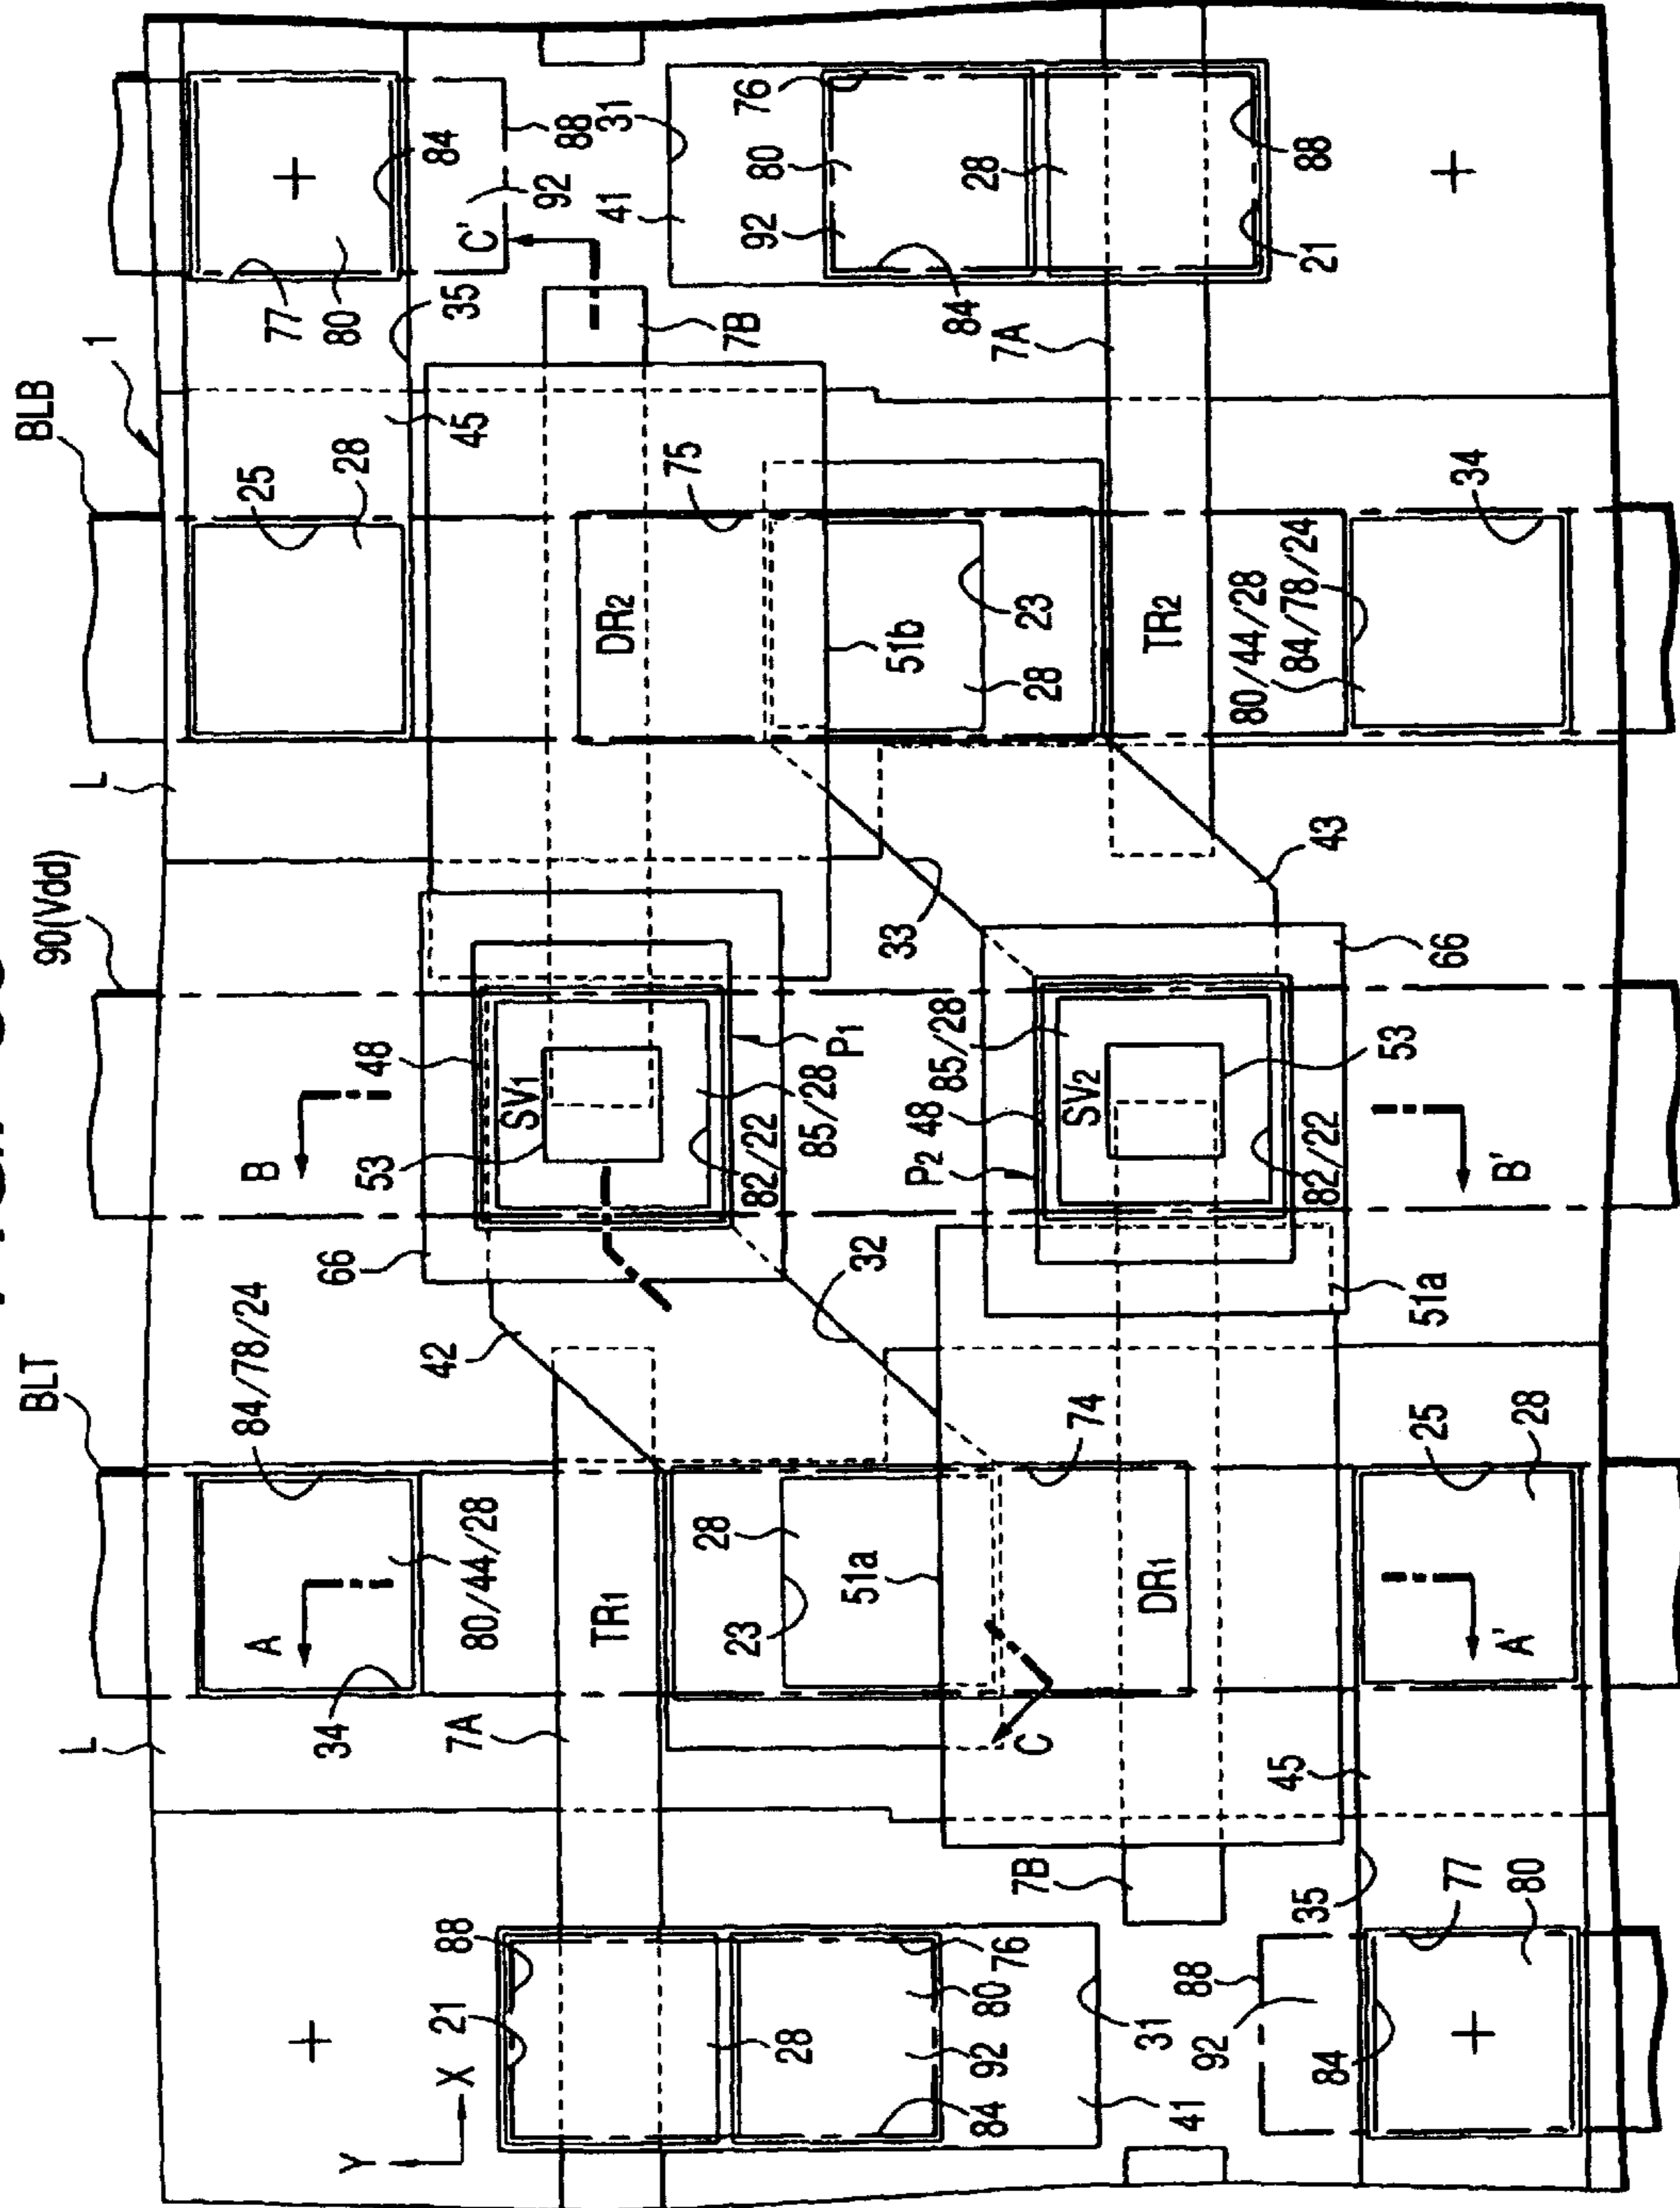 BLT
BLB
90(Vdd)
L
L
1
84/78/24
A
B
25
28
77
80
Y
X
34
66
53
48
45
35
21
88
7A
80/44/28
42
SV1
84
92
C'
TR1
DR2
7B
88
31
41
28
23
28
82/22
85/28
P1
75
76
80
92
51a
32
33
51b
28
23
84
28
92
80
84
76
C
74
P2
48
85/28
SV2
7A
7B
DR1
TR2
21
88
31
41
92
88
35
45
25
28
82/22
53
43
80/44/28
84/78/24
34
84
77
80
A'
51a
66
B'